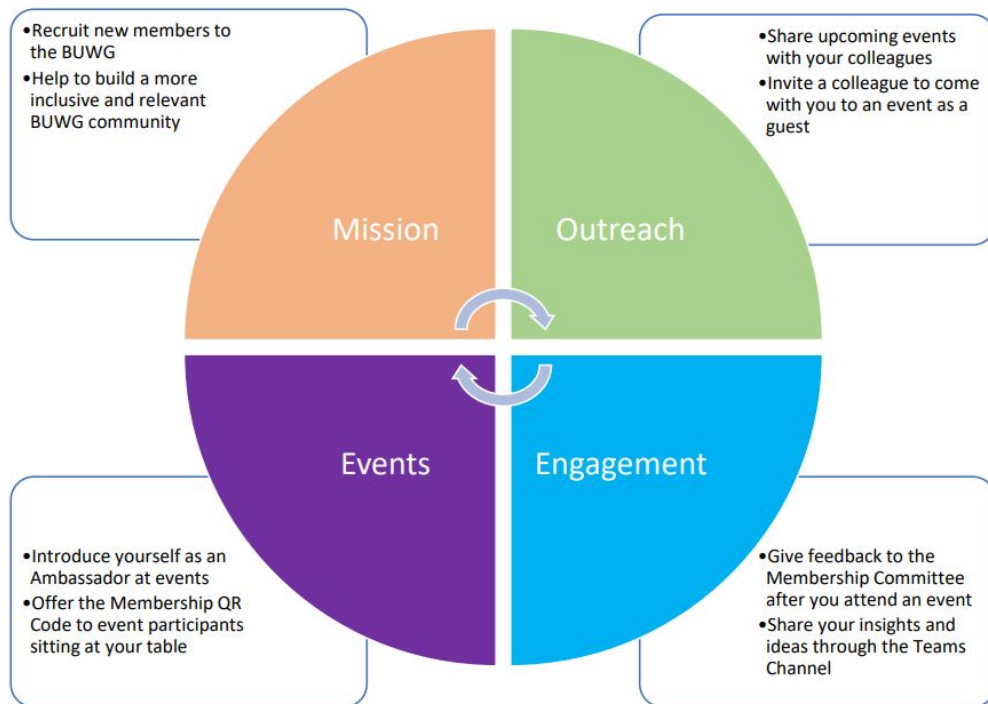 •Recruit new members to
the BUWG
•Help to build a more
inclusive and relevant
BUWG community
•Share upcoming events
with your colleagues
•Invite a colleague to come
with you to an event as a
guest
Mission
Outreach
Events
Engagement
•Introduce yourself as an
Ambassador at events
•Offer the Membership QR
Code to event participants
sitting at your table
•Give feedback to the
Membership Committee
after you attend an event
•Share your insights and
ideas through the Teams
Channel